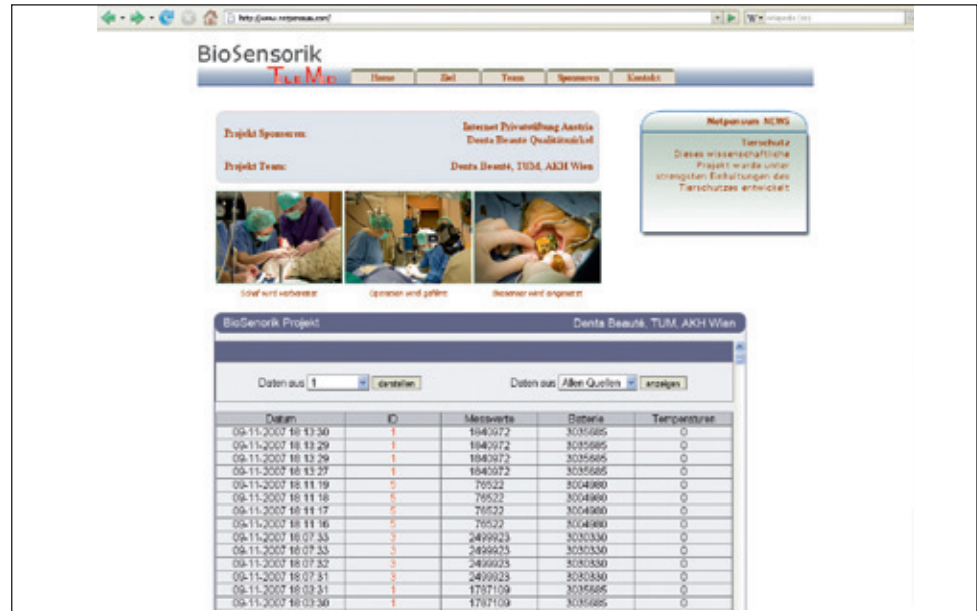 BioSensorik
Home Ziel Team Sponsoren Kontakt
Projekt Sponsoren: Internet Privatstiftung Austria
Denta Beauté Qualitätszirkel
Projekt Team: Denta Beauté, TUM, AKH Wien
Netpersum NEWS
Tierschutz
Dieses wissenschaftliche
Projekt wurde unter
strengsten Einhaltungen des
Tierschutzes entwickelt
Schaf wird vorbereitet Operation wird gefilmt Biosensor wird eingesetzt
BioSenorik Projekt Denta Beauté, TUM, AKH Wien
Daten aus 1 darstellen Daten aus Allen Quellen anzeigen
Datum ID Messwerte Batterie Temperaturen
09-11-2007 18:13:30 1 1840972 3035685 0
09-11-2007 18:13:29 1 1840972 3035685 0
09-11-2007 18:13:29 1 1840972 3035685 0
09-11-2007 18:13:27 1 1840972 3035685 0
09-11-2007 18:11:19 5 76522 3004980 0
09-11-2007 18:11:18 5 76522 3004980 0
09-11-2007 18:11:17 5 76522 3004980 0
09-11-2007 18:11:16 5 76522 3004980 0
09-11-2007 18:07:33 3 2499923 3030330 0
09-11-2007 18:07:33 3 2499923 3030330 0
09-11-2007 18:07:32 3 2499923 3030330 0
09-11-2007 18:07:31 3 2499923 3030330 0
09-11-2007 18:03:31 1 1787109 3035685 0
09-11-2007 18:03:30 1 1787109 3035685 0